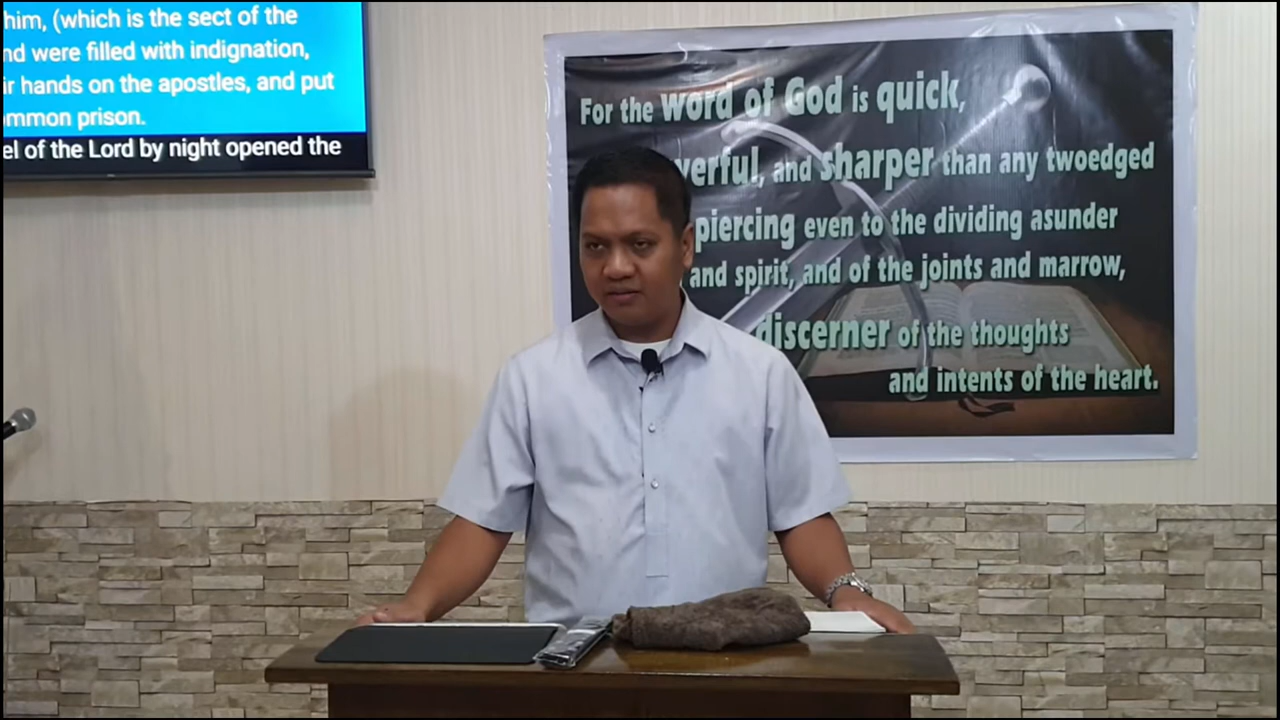 him, (which is the sect of the
nd were filled with indignation,
ir hands on the apostles, and put
mmon prison.
el of the Lord by night opened the
For the word of God is quick,
verful, and sharper than any twoedged
piercing even to the dividing asunder
and spirit, and of the joints and marrow,
discerner of the thoughts
and intents of the heart.